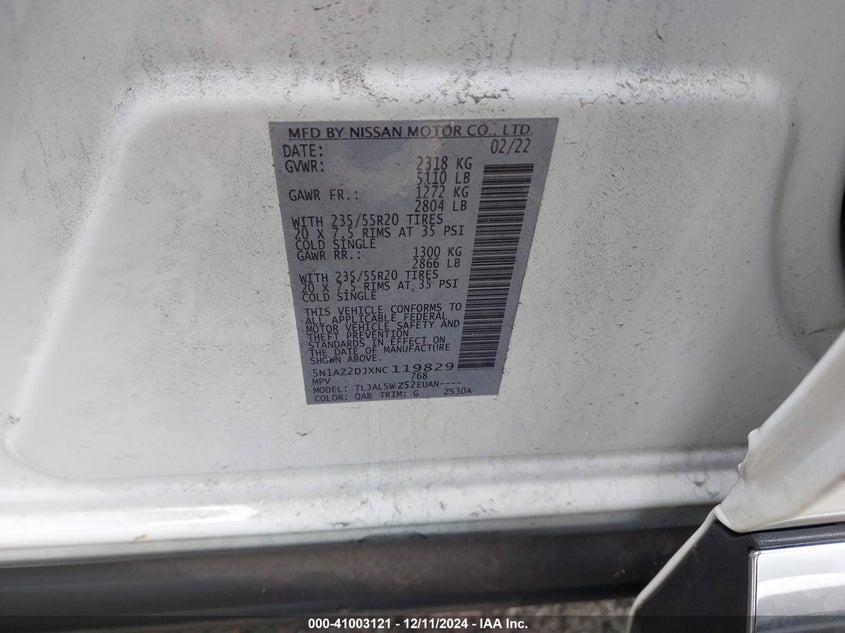 MFD BY NISSAN MOTOR CO., LTD.
DATE: 02/22
GVWR: 2318 KG
5110 LB
GAWR FR.: 1272 KG
2804 LB
WITH 235/55R20 TIRES
20 X 7.5 RIMS AT 35 PSI
COLD SINGLE
GAWR RR.: 1300 KG
2866 LB
WITH 235/55R20 TIRES
20 X 7.5 RIMS AT 35 PSI
COLD SINGLE
THIS VEHICLE CONFORMS TO
ALL APPLICABLE FEDERAL
MOTOR VEHICLE SAFETY AND
THEFT PREVENTION
STANDARDS IN EFFECT ON
THE DATE OF MANUFACTURE
SHOWN ABOVE.
5N1AZ2DJXNC119829
MPV 768
MODEL: TLJALSWZ52EUAN----
COLOR: QAB TRIM: G ZS30A
000-41003121 - 12/11/2024 - IAA Inc.